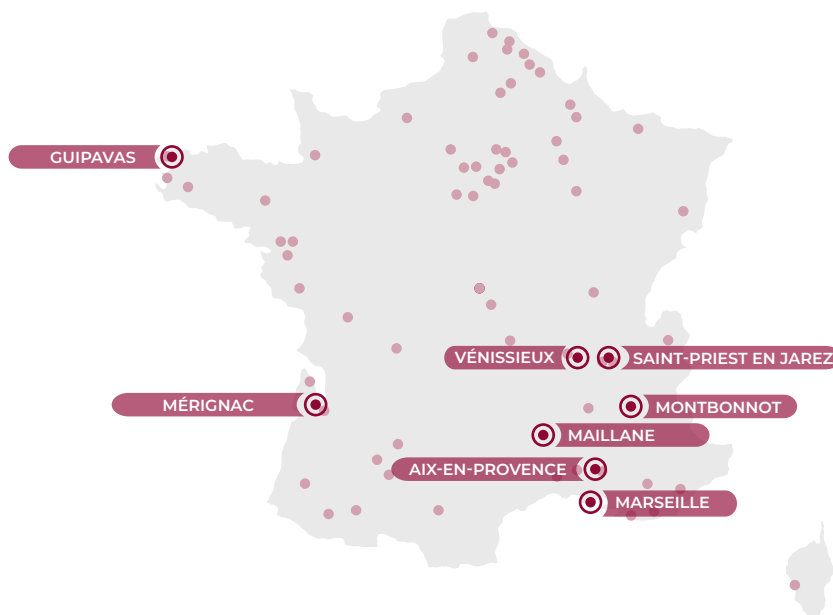 GUIPAVAS
VÉNISSIEUX
SAINT-PRIEST EN JAREZ
MÉRIGNAC
MONTBONNOT
MAILLANE
AIX-EN-PROVENCE
MARSEILLE